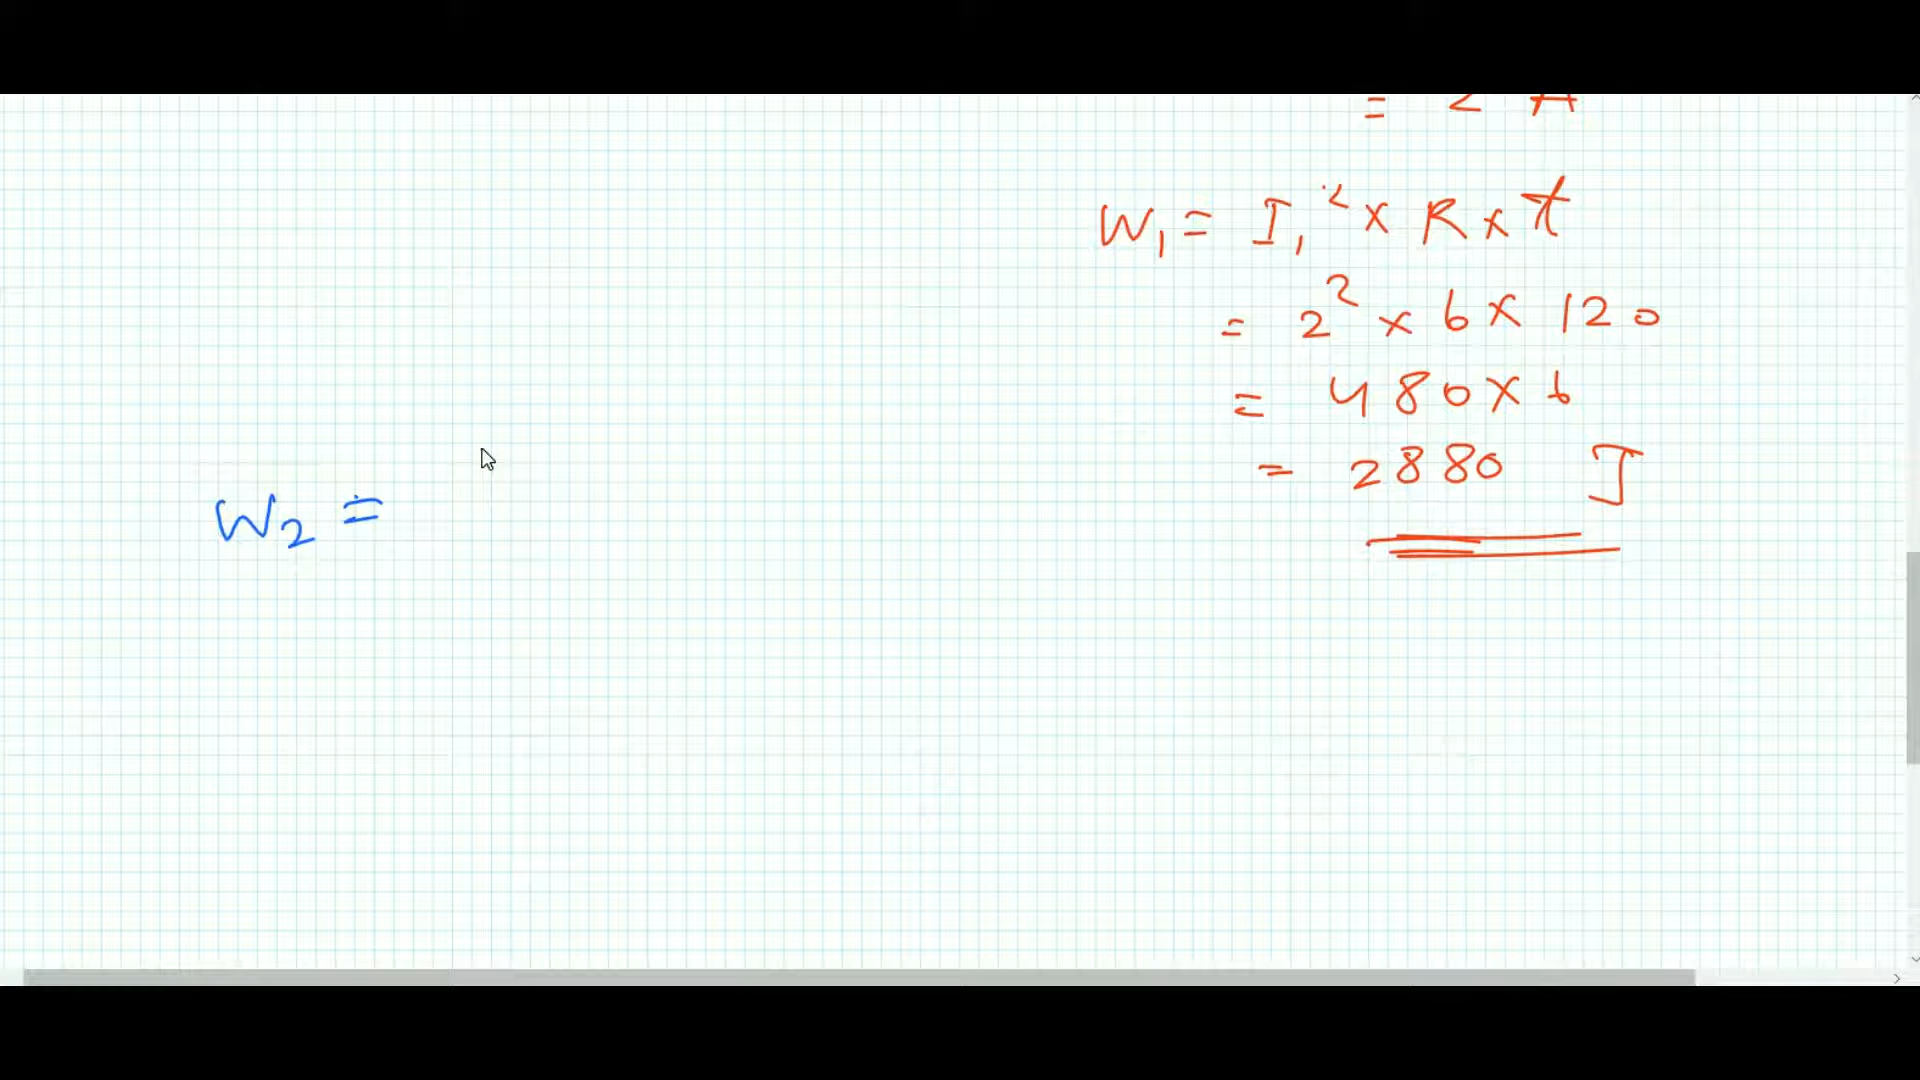 = 2 A
W₁ = I₁² × R × t
= 2² × 6 × 120
= 480 × 6
= 2880 J
W₂ =